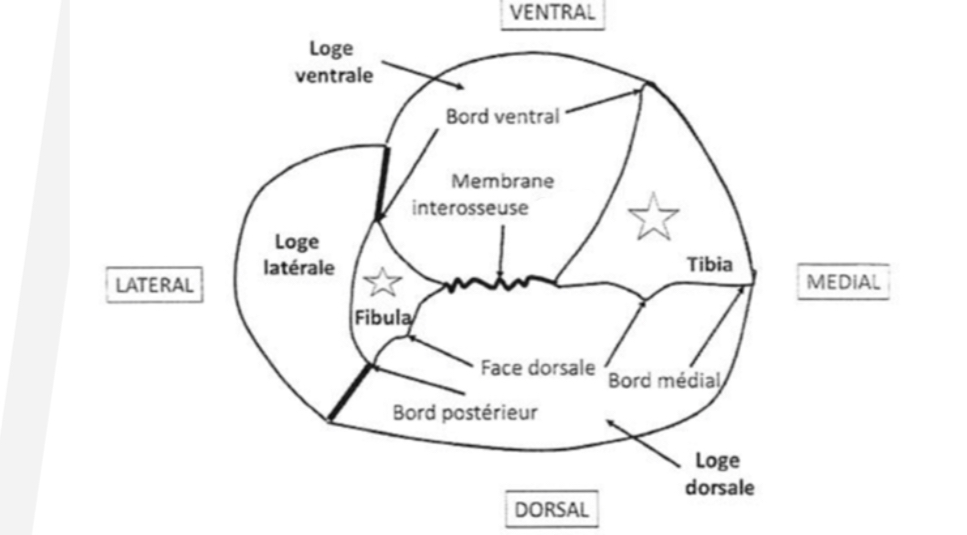 VENTRAL
Loge
ventrale
Bord ventral
Membrane
interosseuse
Loge
latérale
Tibia
LATERAL
MEDIAL
Fibula
Face dorsale
Bord médial
Bord postérieur
Loge
dorsale
DORSAL